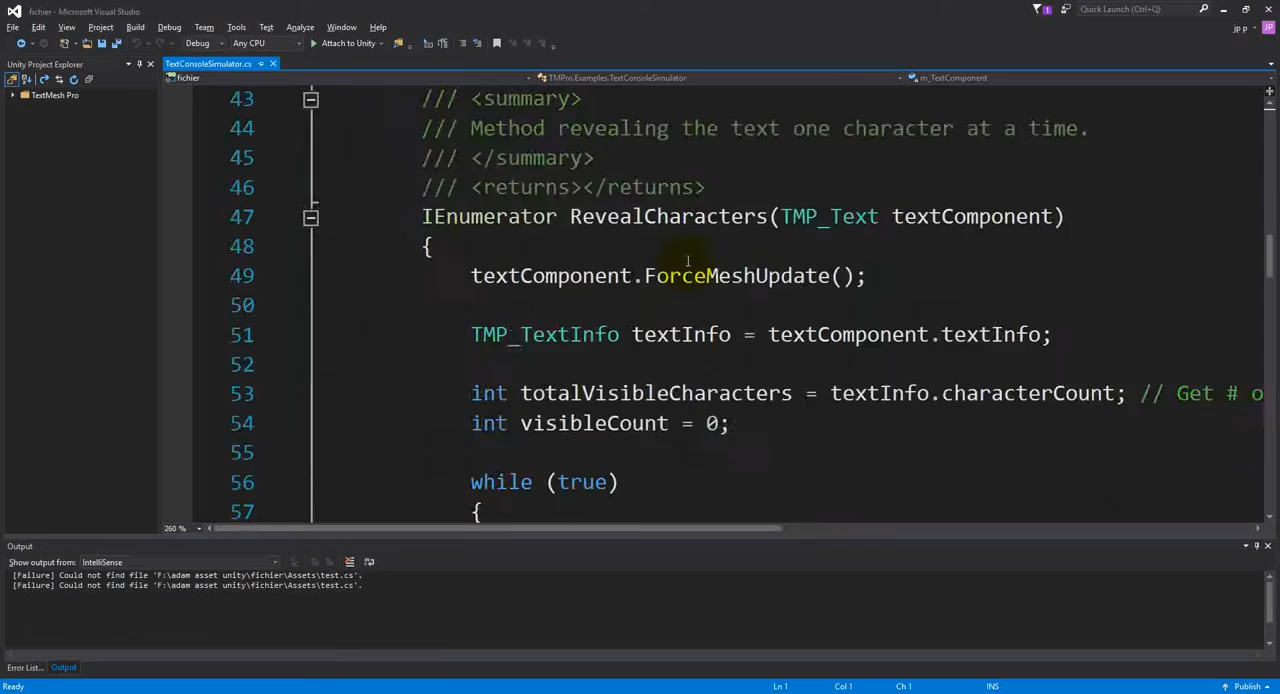 fichier - Microsoft Visual Studio
1
Quick Launch (Ctrl+Q)
File Edit View Project Build Debug Team Tools Test Analyze Window Help
jp p
JP
Debug Any CPU Attach to Unity
Unity Project Explorer
TextConsoleSimulator.cs
fichier
TMPro.Examples.TextConsoleSimulator
m_TextComponent
TextMesh Pro
43 /// <summary>
44 /// Method revealing the text one character at a time.
45 /// </summary>
46 /// <returns></returns>
47 IEnumerator RevealCharacters(TMP_Text textComponent)
48 {
49 textComponent.ForceMeshUpdate();
50
51 TMP_TextInfo textInfo = textComponent.textInfo;
52
53 int totalVisibleCharacters = textInfo.characterCount; // Get # o
54 int visibleCount = 0;
55
56 while (true)
57 {
260 %
Output
Show output from: IntelliSense
[Failure] Could not find file 'F:\adam asset unity\fichier\Assets\test.cs'.
[Failure] Could not find file 'F:\adam asset unity\fichier\Assets\test.cs'.
Error List... Output
Ready Ln 1 Col 1 Ch 1 INS Publish